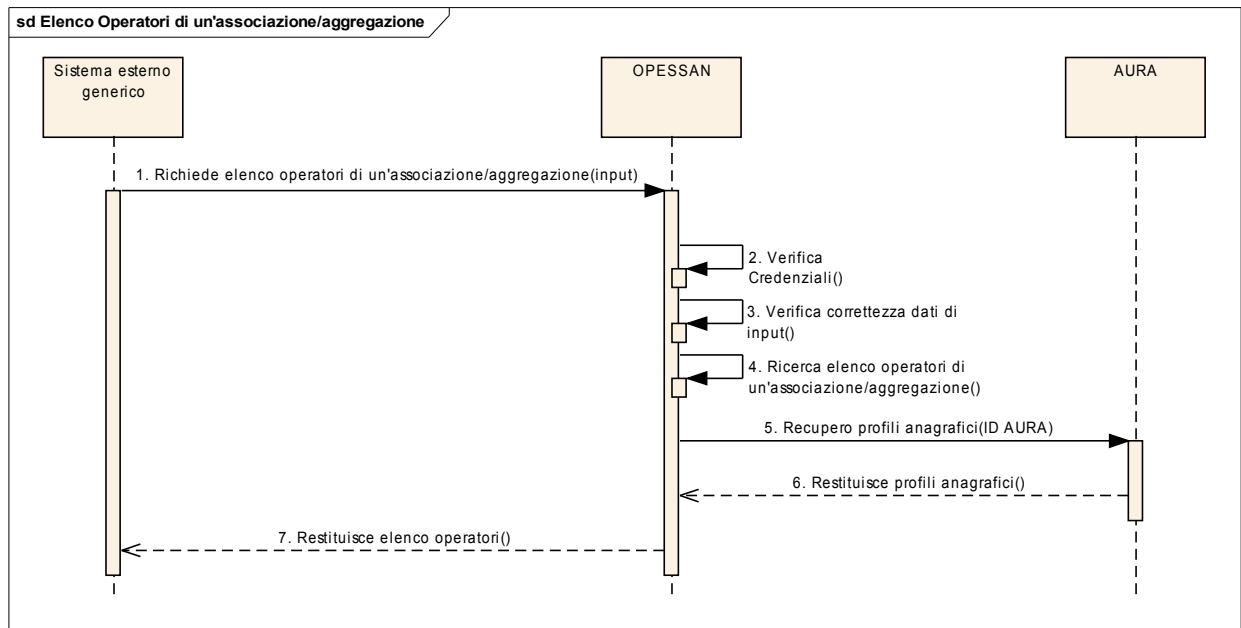 sd Elenco Operatori di un'associazione/aggregazione
Sistema esterno
generico
OPESSAN
AURA
1. Richiede elenco operatori di un'associazione/aggregazione(input)
2. Verifica
Credenziali()
3. Verifica correttezza dati di
input()
4. Ricerca elenco operatori di
un'associazione/aggregazione()
5. Recupero profili anagrafici(ID AURA)
6. Restituisce profili anagrafici()
7. Restituisce elenco operatori()